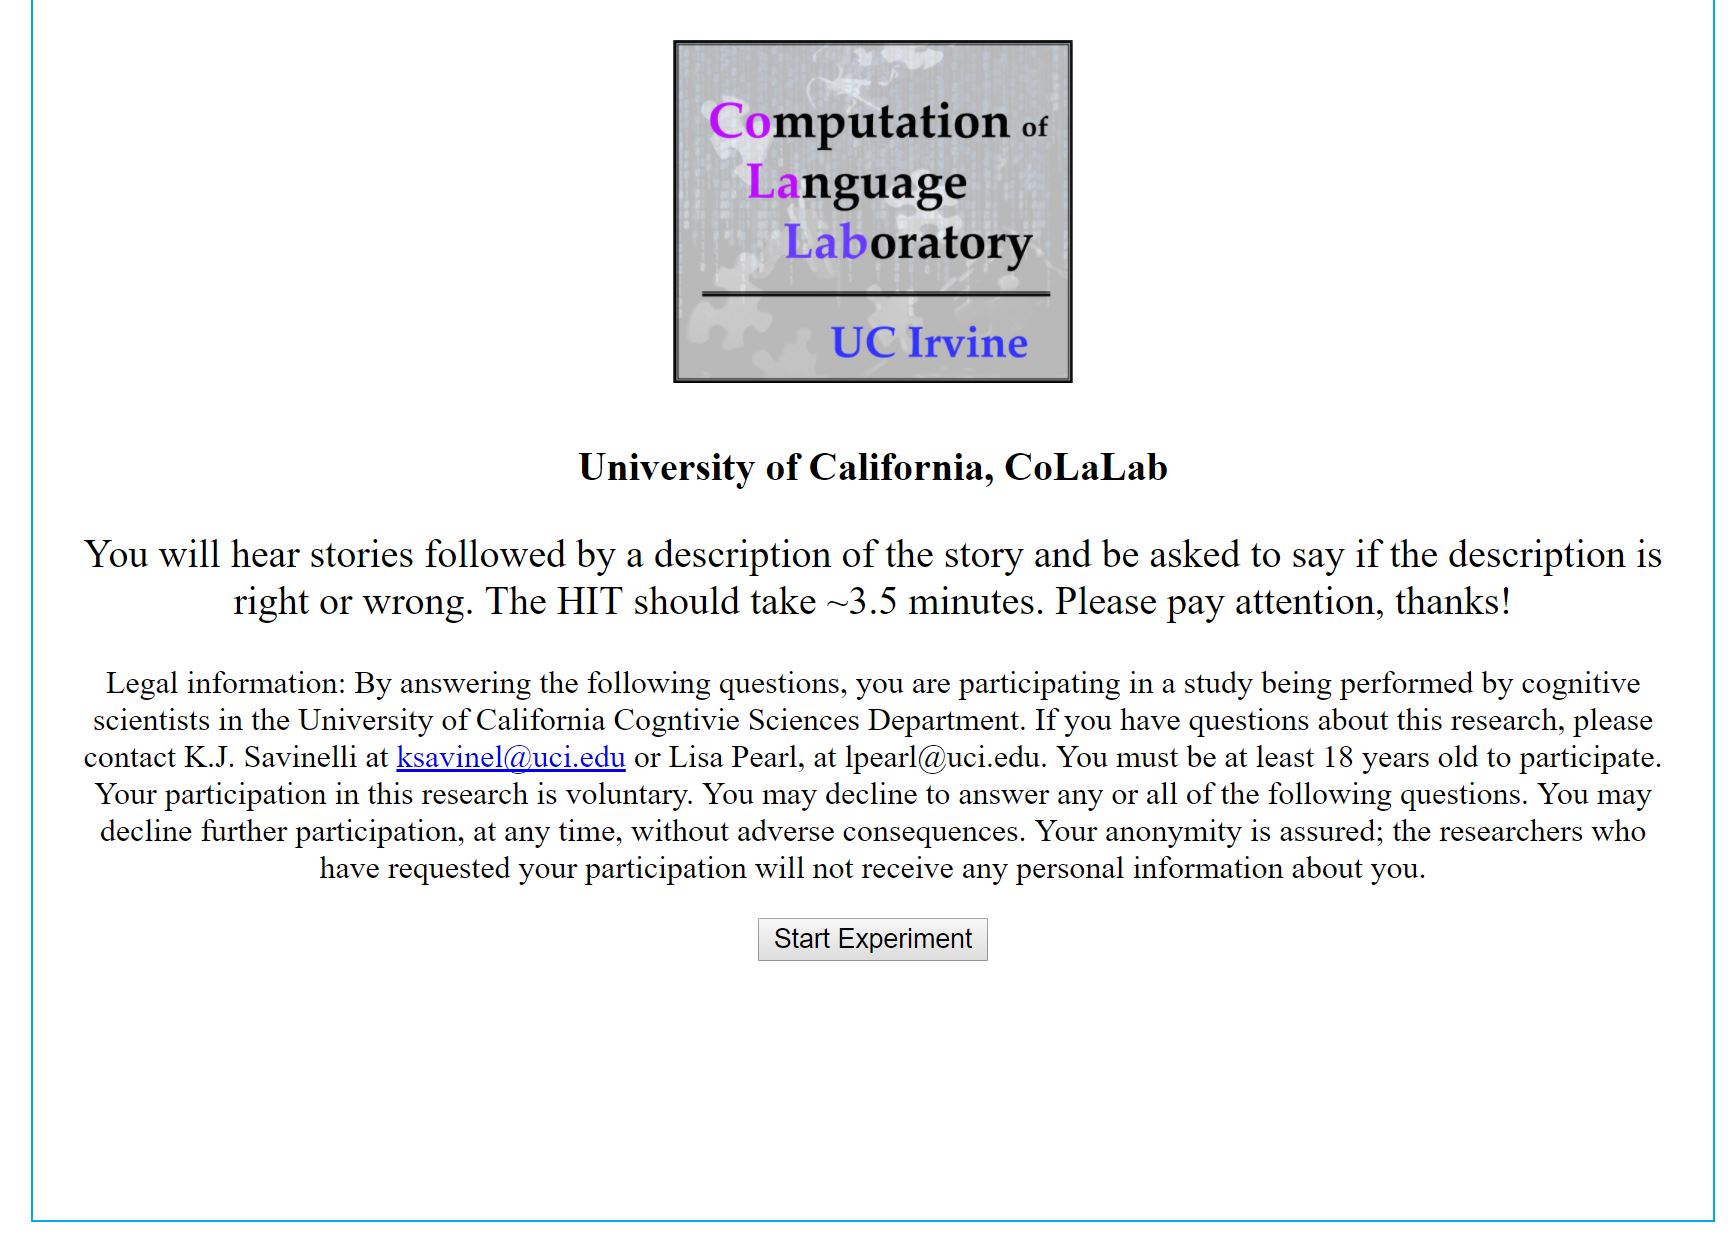 Computation of
Language
Laboratory
UC Irvine
University of California, CoLaLab
You will hear stories followed by a description of the story and be asked to say if the description is
right or wrong. The HIT should take ~3.5 minutes. Please pay attention, thanks!
Legal information: By answering the following questions, you are participating in a study being performed by cognitive
scientists in the University of California Cogntivie Sciences Department. If you have questions about this research, please
contact K.J. Savinelli at ksavinel@uci.edu or Lisa Pearl, at lpearl@uci.edu. You must be at least 18 years old to participate.
Your participation in this research is voluntary. You may decline to answer any or all of the following questions. You may
decline further participation, at any time, without adverse consequences. Your anonymity is assured; the researchers who
have requested your participation will not receive any personal information about you.
Start Experiment